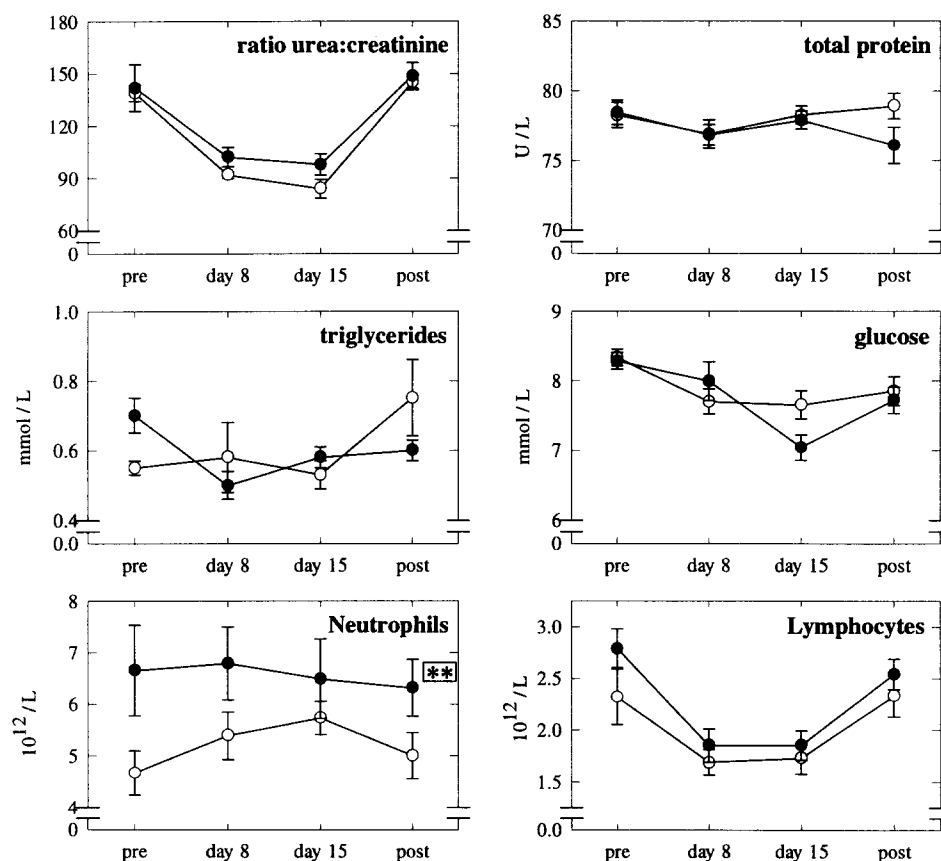 ratio urea:creatinine
180
150
120
90
60
0
pre day 8 day 15 post
total protein
U / L
85
80
75
70
0
pre day 8 day 15 post
triglycerides
mmol / L
1.0
0.8
0.6
0.4
0.0
pre day 8 day 15 post
glucose
mmol / L
9
8
7
6
0
pre day 8 day 15 post
Neutrophils
10¹² / L
8
7
6
5
4
0
**
pre day 8 day 15 post
Lymphocytes
10¹² / L
3.0
2.5
2.0
1.5
0.0
pre day 8 day 15 post